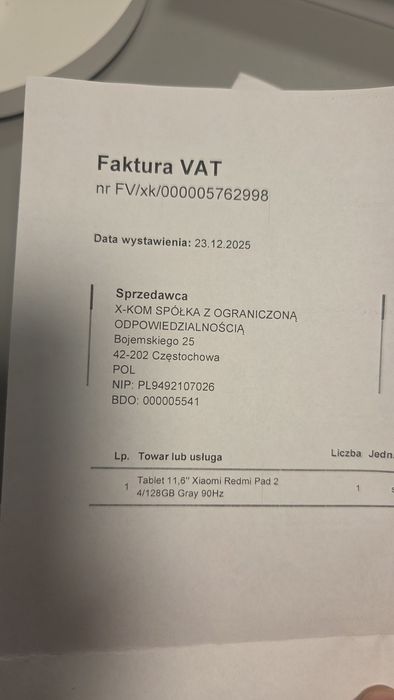 Faktura VAT
nr FV/xk/000005762998
Data wystawienia: 23.12.2025
Sprzedawca
X-KOM SPÓŁKA Z OGRANICZONĄ
ODPOWIEDZIALNOŚCIĄ
Bojemskiego 25
42-202 Częstochowa
POL
NIP: PL9492107026
BDO: 000005541
Lp. Towar lub usługa Liczba Jedn.
1 Tablet 11,6" Xiaomi Redmi Pad 2 1
4/128GB Gray 90Hz